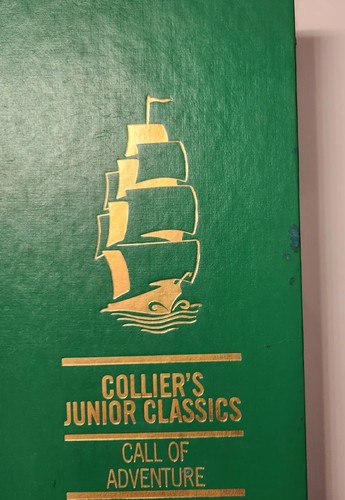 COLLIER'S
JUNIOR CLASSICS
CALL OF
ADVENTURE